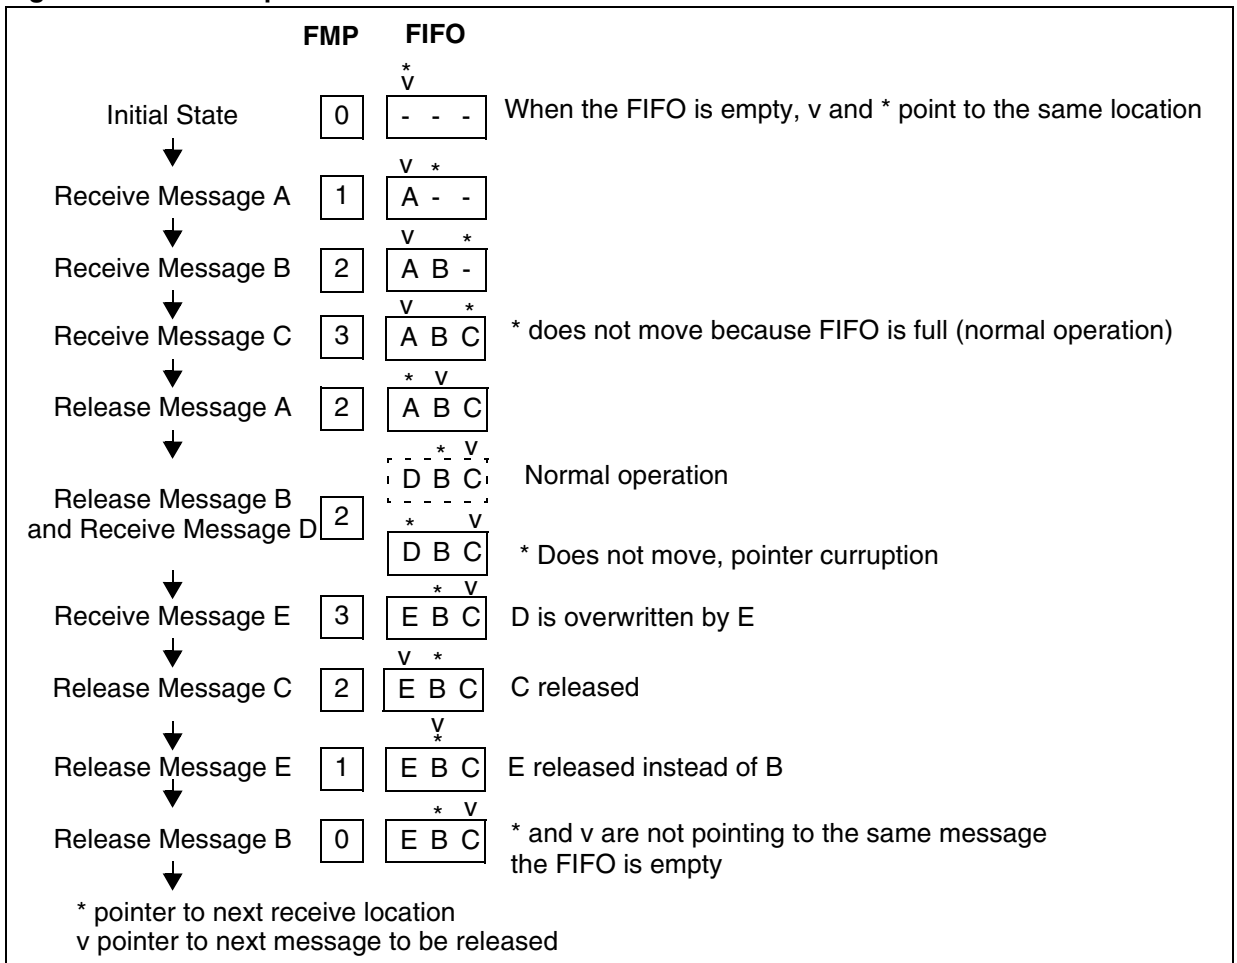 FMP FIFO
*
v
Initial State 0 - - - When the FIFO is empty, v and * point to the same location
v *
Receive Message A 1 A - -
v *
Receive Message B 2 A B -
v *
Receive Message C 3 A B C * does not move because FIFO is full (normal operation)
* v
Release Message A 2 A B C
* v
D B C Normal operation
Release Message B
and Receive Message D 2
* v
D B C * Does not move, pointer curruption
* v
Receive Message E 3 E B C D is overwritten by E
v *
Release Message C 2 E B C C released
v
*
Release Message E 1 E B C E released instead of B
* v
Release Message B 0 E B C * and v are not pointing to the same message
the FIFO is empty
* pointer to next receive location
v pointer to next message to be released